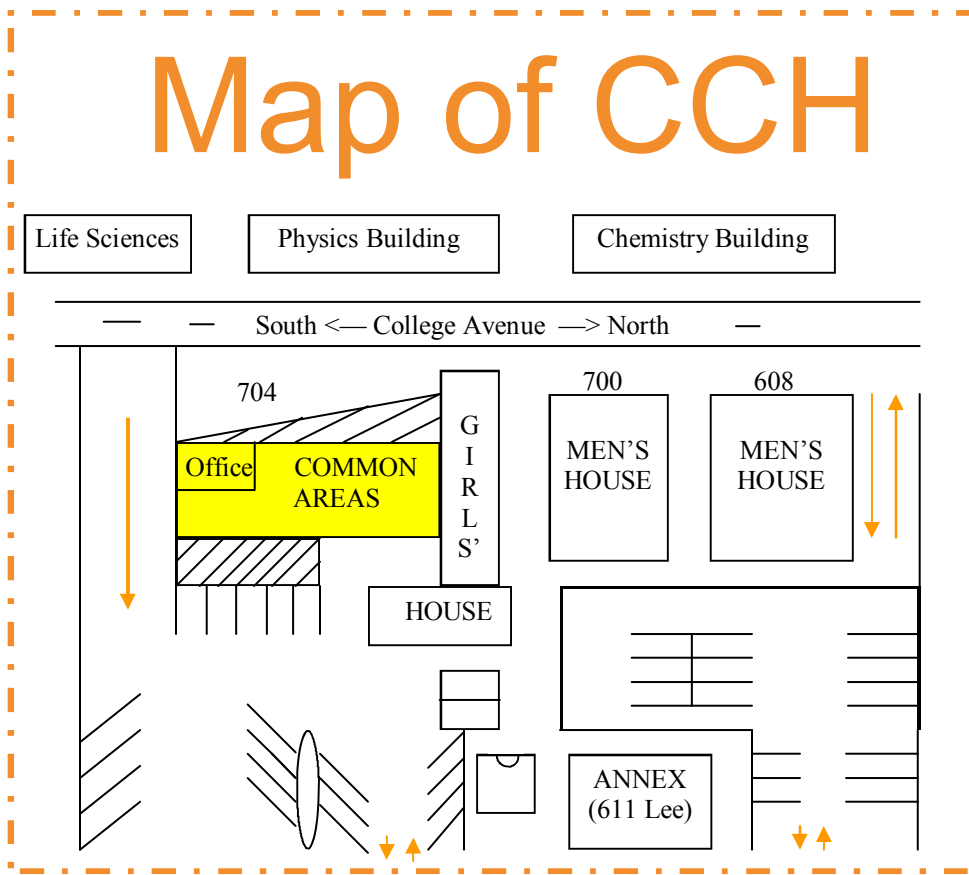 Map of CCH
Life Sciences
Physics Building
Chemistry Building
South <— College Avenue —> North
704
700
608
Office
COMMON
AREAS
G
I
R
L
S’
HOUSE
MEN’S
HOUSE
MEN’S
HOUSE
ANNEX
(611 Lee)